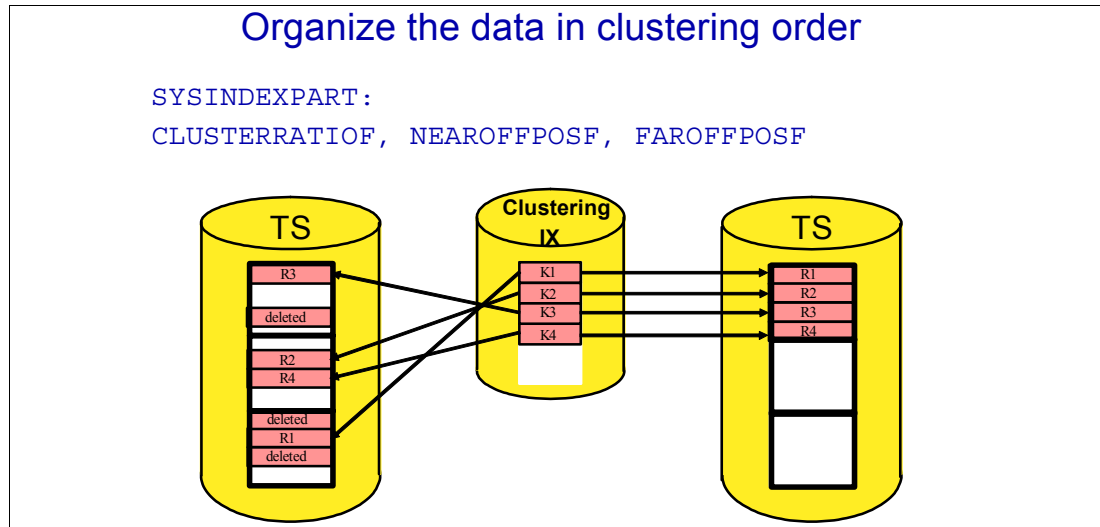 Organize the data in clustering order
SYSINDEXPART:
CLUSTERRATIOF, NEAROFFPOSF, FAROFFPOSF
TS
R3
deleted
R2
R4
deleted
R1
deleted
Clustering
IX
K1
K2
K3
K4
TS
R1
R2
R3
R4